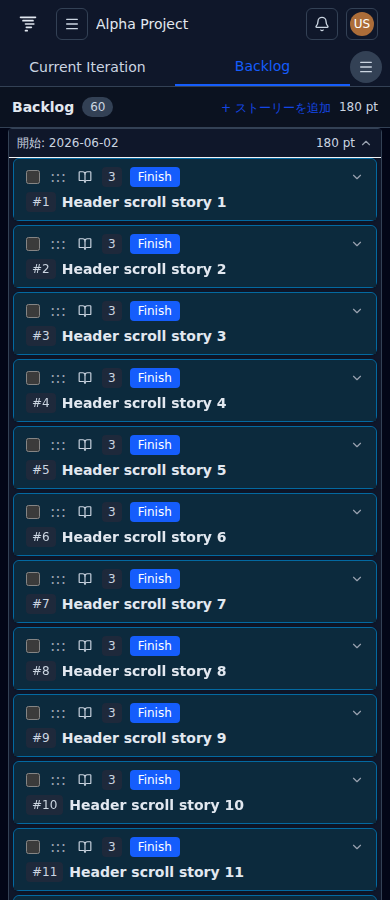 Alpha Project
US
Current Iteration
Backlog
Backlog 60 + ストーリーを追加 180 pt
開始: 2026-06-02 180 pt
3 Finish
#1 Header scroll story 1
3 Finish
#2 Header scroll story 2
3 Finish
#3 Header scroll story 3
3 Finish
#4 Header scroll story 4
3 Finish
#5 Header scroll story 5
3 Finish
#6 Header scroll story 6
3 Finish
#7 Header scroll story 7
3 Finish
#8 Header scroll story 8
3 Finish
#9 Header scroll story 9
3 Finish
#10 Header scroll story 10
3 Finish
#11 Header scroll story 11